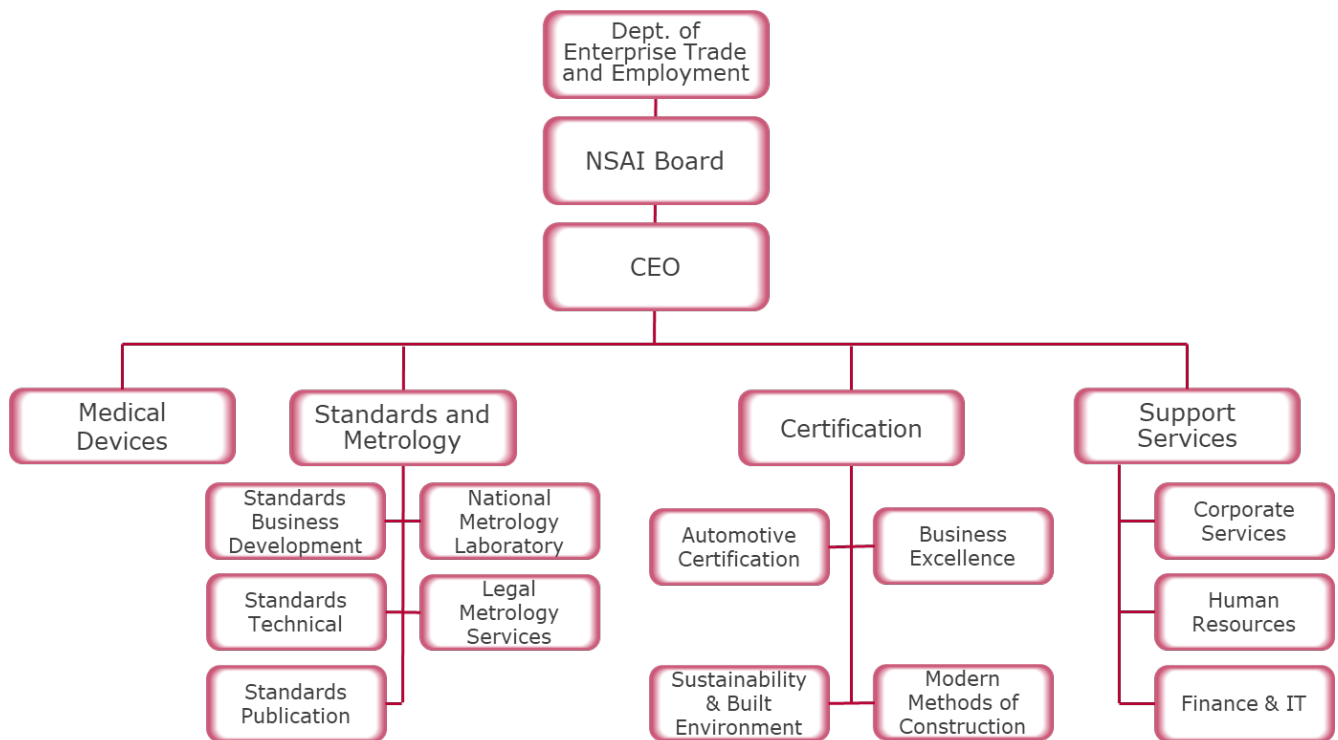 Dept. of
Enterprise Trade
and Employment
NSAI Board
CEO
Medical
Devices
Standards and
Metrology
Certification
Support
Services
Standards
Business
Development
National
Metrology
Laboratory
Standards
Technical
Legal
Metrology
Services
Standards
Publication
Automotive
Certification
Business
Excellence
Sustainability
& Built
Environment
Modern
Methods of
Construction
Corporate
Services
Human
Resources
Finance & IT